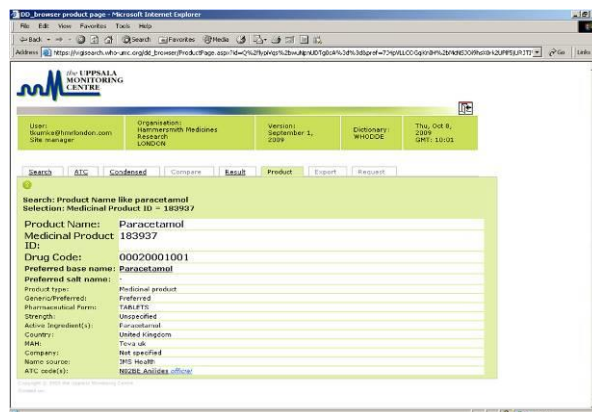 DD_browser product page - Microsoft Internet Explorer
File Edit View Favorites Tools Help
Back Search Favorites Media
Address Go Links
the UPPSALA
MONITORING
CENTRE
User:
tkumke@hmrlondon.com
Site manager
Organisation:
Hammersmith Medicines
Research
LONDON
Version:
September 1,
2009
Dictionary:
WHODDE
Thu, Oct 8,
2009
GMT: 10:01
Search ATC Condensed Compare Result Product Export Request
Search: Product Name like paracetamol
Selection: Medicinal Product ID = 183937
Product Name: Paracetamol
Medicinal Product ID: 183937
Drug Code: 00020001001
Preferred base name: Paracetamol
Preferred salt name: -
Product type: Medicinal product
Generic/Preferred: Preferred
Pharmaceutical Form: TABLETS
Strength: Unspecified
Active Ingredient(s): Paracetamol
Country: United Kingdom
MAH: Teva uk
Company: Not specified
Name source: IMS Health
ATC code(s): N02BE Anilides official